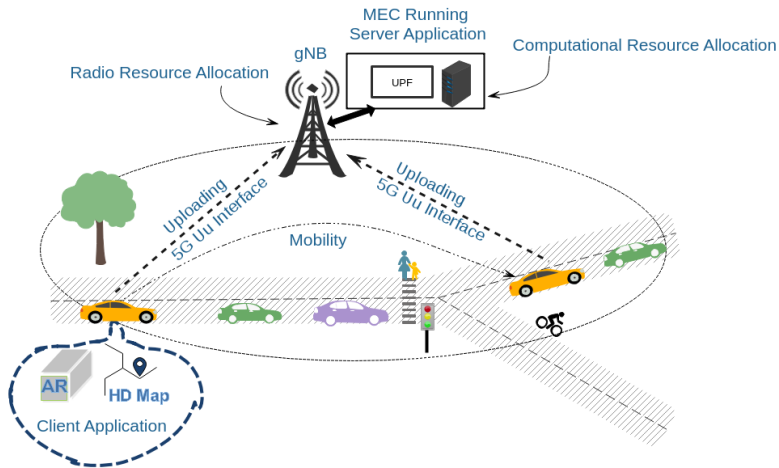 MEC Running
Server Application
gNB
Computational Resource Allocation
Radio Resource Allocation
UPF
Uploading
5G Uu Interface
Uploading
5G Uu Interface
Mobility
AR
HD Map
Client Application